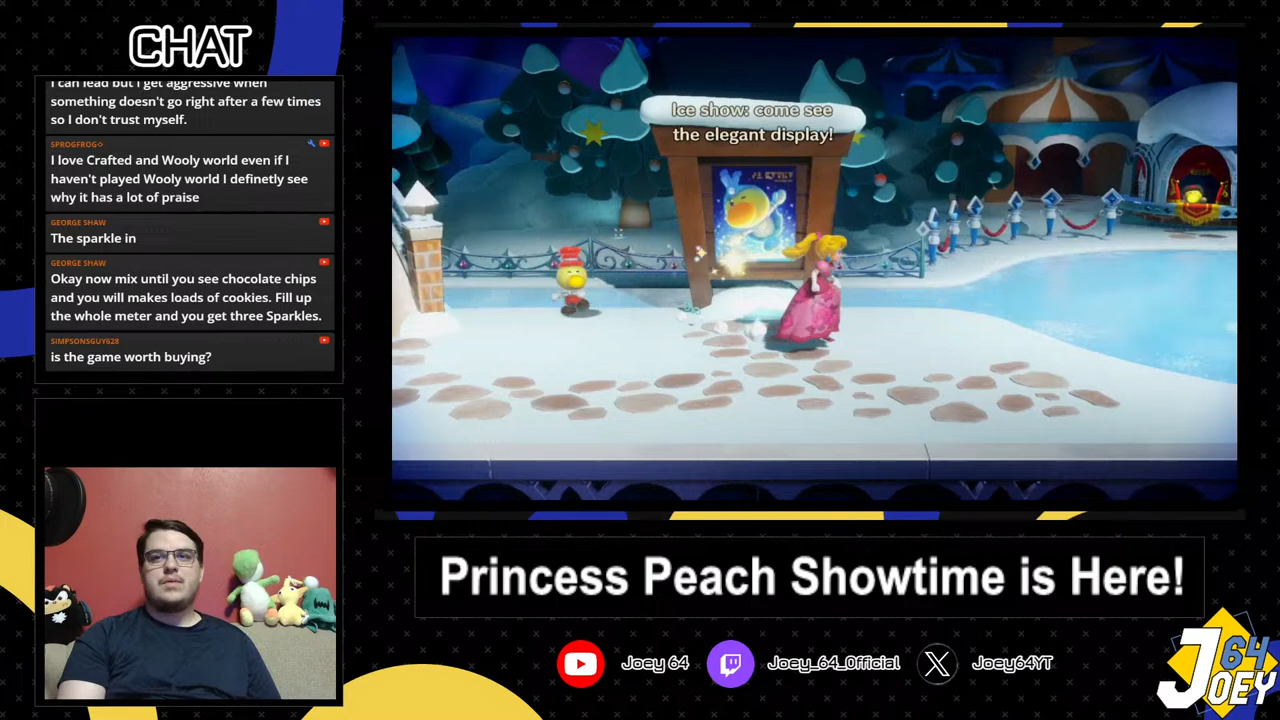 CHAT
I can lead but I get aggressive when
something doesn't go right after a few times
so I don't trust myself.
SPROGFROG
I love Crafted and Wooly world even if I
haven't played Wooly world I definetly see
why it has a lot of praise
GEORGE SHAW
The sparkle in
GEORGE SHAW
Okay now mix until you see chocolate chips
and you will makes loads of cookies. Fill up
the whole meter and you get three Sparkles.
SIMPSONSGUY628
is the game worth buying?
Ice show: come see
the elegant display!
Princess Peach Showtime is Here!
Joey 64
Joey_64_Official
Joey64YT
64
JOEY